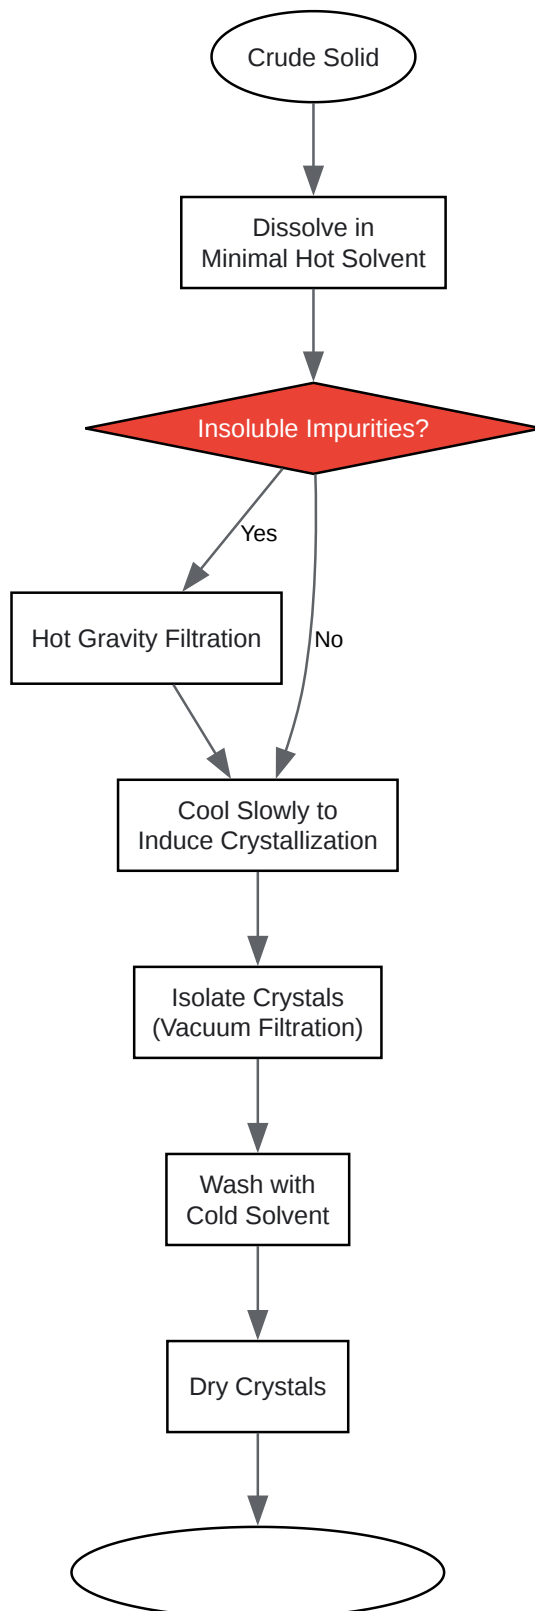 Crude Solid
Dissolve in
Minimal Hot Solvent
Insoluble Impurities?
Yes
Hot Gravity Filtration
No
Cool Slowly to
Induce Crystallization
Isolate Crystals
(Vacuum Filtration)
Wash with
Cold Solvent
Dry Crystals